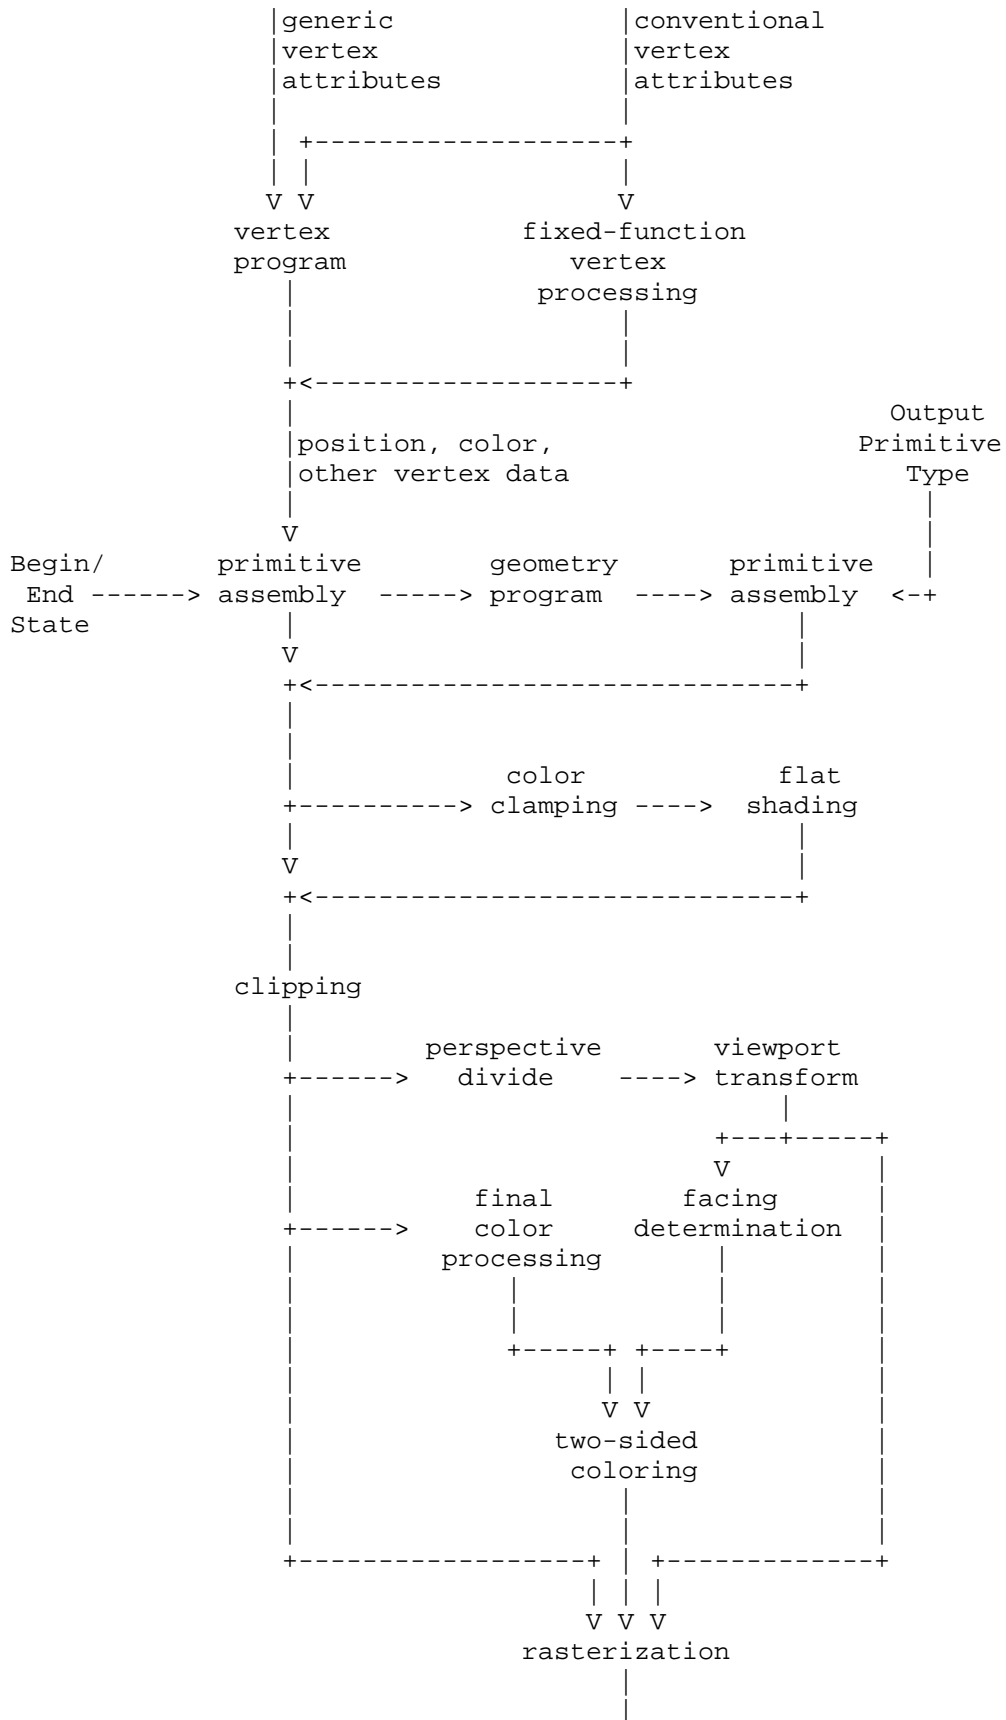 generic conventional
vertex vertex
attributes attributes
V V V
vertex fixed-function
program vertex
processing
Output
position, color, Primitive
other vertex data Type
V
Begin/ primitive geometry primitive
End ------> assembly -----> program ----> assembly <-+
State
V
color flat
+----------> clamping ----> shading
V
clipping
perspective viewport
+------> divide ----> transform
V
final facing
+------> color determination
processing
V V
two-sided
coloring
V V V
rasterization